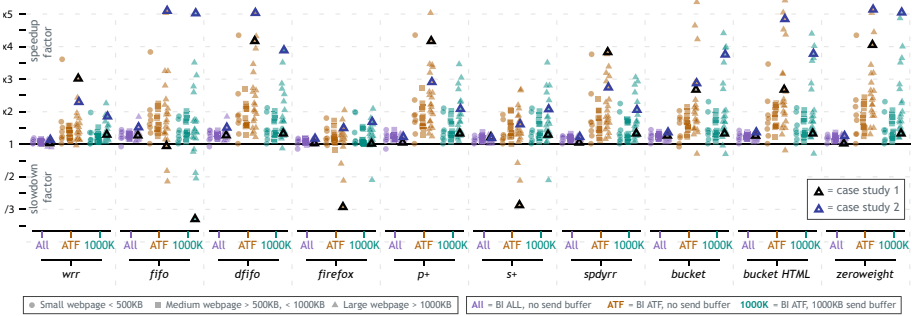 x5
x4
x3
x2
1
/2
/3
speedup
factor
slowdown
factor
= case study 1
= case study 2
All ATF 1000K All ATF 1000K All ATF 1000K All ATF 1000K All ATF 1000K All ATF 1000K All ATF 1000K All ATF 1000K All ATF 1000K All ATF 1000K
wrr fifo dfifo firefox p+ s+ spdyrr bucket bucket HTML zeroweight
Small webpage < 500KB Medium webpage > 500KB, < 1000KB Large webpage > 1000KB
All = BI ALL, no send buffer ATF = BI ATF, no send buffer 1000K = BI ATF, 1000KB send buffer